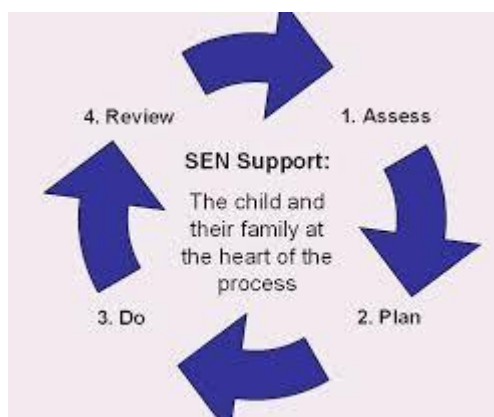 4. Review
1. Assess
SEN Support:
The child and
their family at
the heart of the
process
3. Do
2. Plan